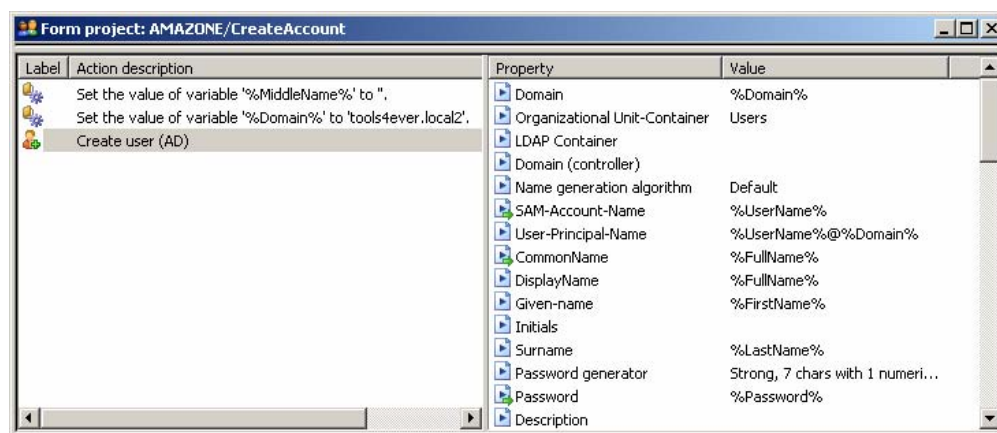 Form project: AMAZONE/CreateAccount
Label Action description
Set the value of variable '%MiddleName%' to ''.
Set the value of variable '%Domain%' to 'tools4ever.local2'.
Create user (AD)
Property Value
Domain %Domain%
Organizational Unit-Container Users
LDAP Container
Domain (controller)
Name generation algorithm Default
SAM-Account-Name %UserName%
User-Principal-Name %UserName%@%Domain%
CommonName %FullName%
DisplayName %FullName%
Given-name %FirstName%
Initials
Surname %LastName%
Password generator Strong, 7 chars with 1 numeri...
Password %Password%
Description